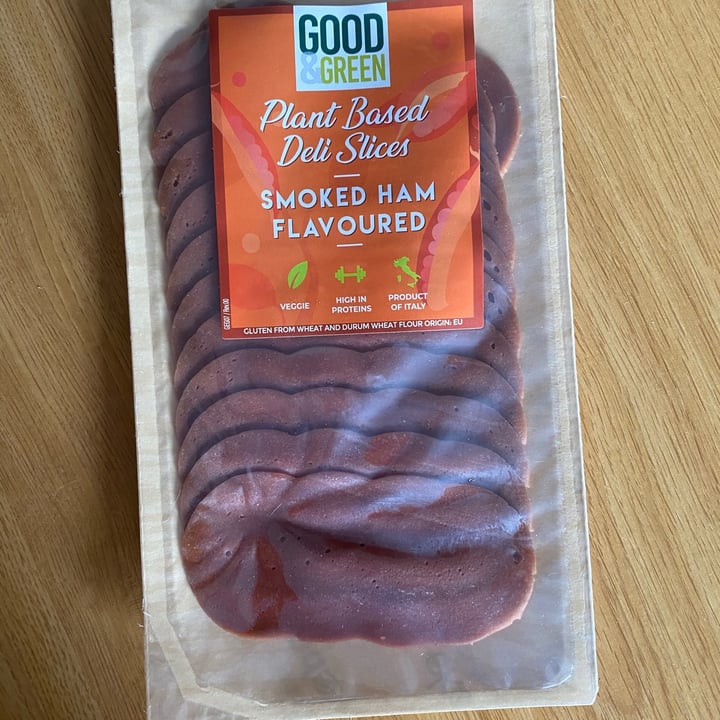 GOOD
&GREEN
Plant Based
Deli Slices
SMOKED HAM
FLAVOURED
VEGGIE
HIGH IN
PROTEINS
PRODUCT
OF ITALY
GLUTEN FROM WHEAT AND DURUM WHEAT FLOUR ORIGIN: EU